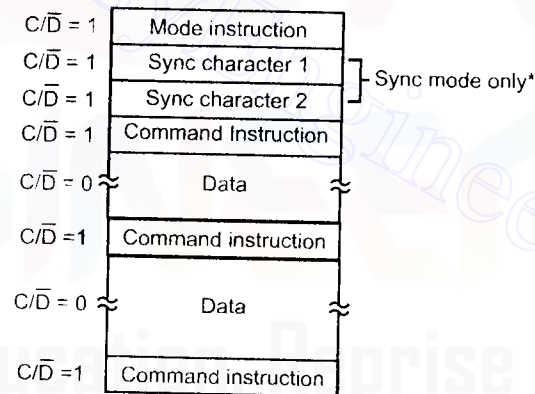 C/D̅ = 1 Mode instruction
C/D̅ = 1 Sync character 1
Sync mode only*
C/D̅ = 1 Sync character 2
C/D̅ = 1 Command Instruction
C/D̅ = 0 Data
C/D̅ =1 Command instruction
C/D̅ = 0 Data
C/D̅ =1 Command instruction